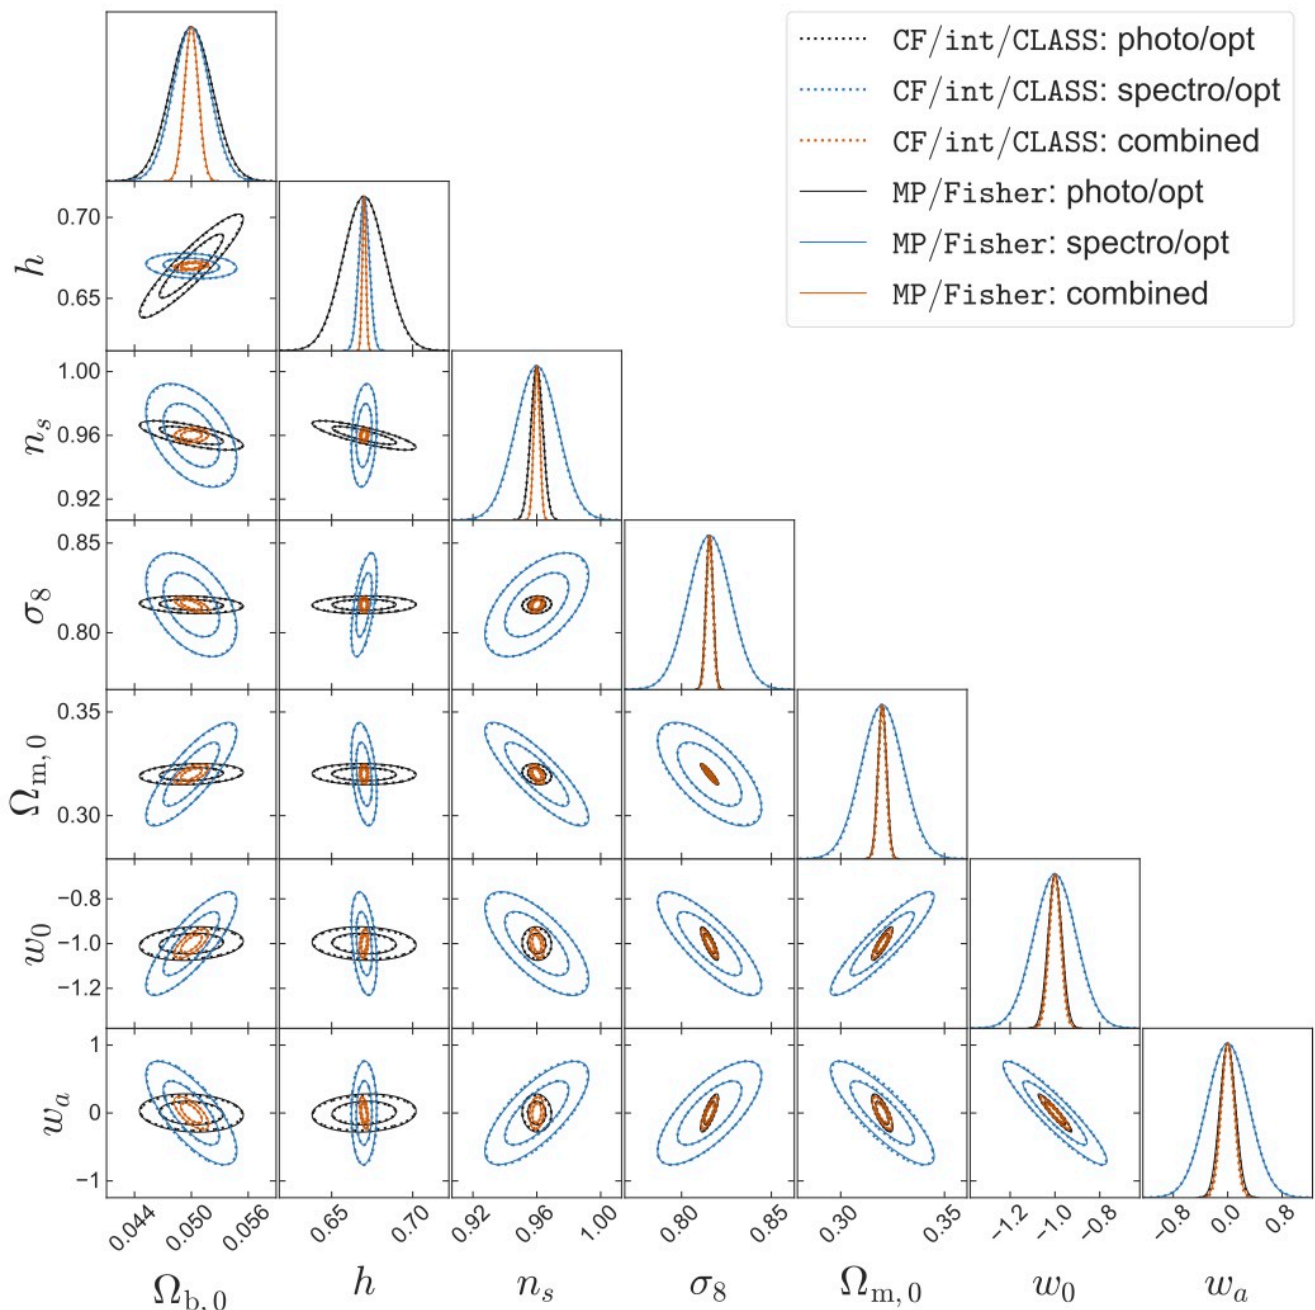 CF/int/CLASS: photo/opt
CF/int/CLASS: spectro/opt
CF/int/CLASS: combined
MP/Fisher: photo/opt
MP/Fisher: spectro/opt
MP/Fisher: combined
h
0.70
0.65
n_s
1.00
0.96
0.92
σ_8
0.85
0.80
Ω_m,0
0.35
0.30
w_0
−0.8
−1.0
−1.2
w_a
1
0
−1
0.044 0.050 0.056 0.65 0.70 0.92 0.96 1.00 0.80 0.85 0.30 0.35 −1.2 −1.0 −0.8 −0.8 0.0 0.8
Ω_b,0 h n_s σ_8 Ω_m,0 w_0 w_a